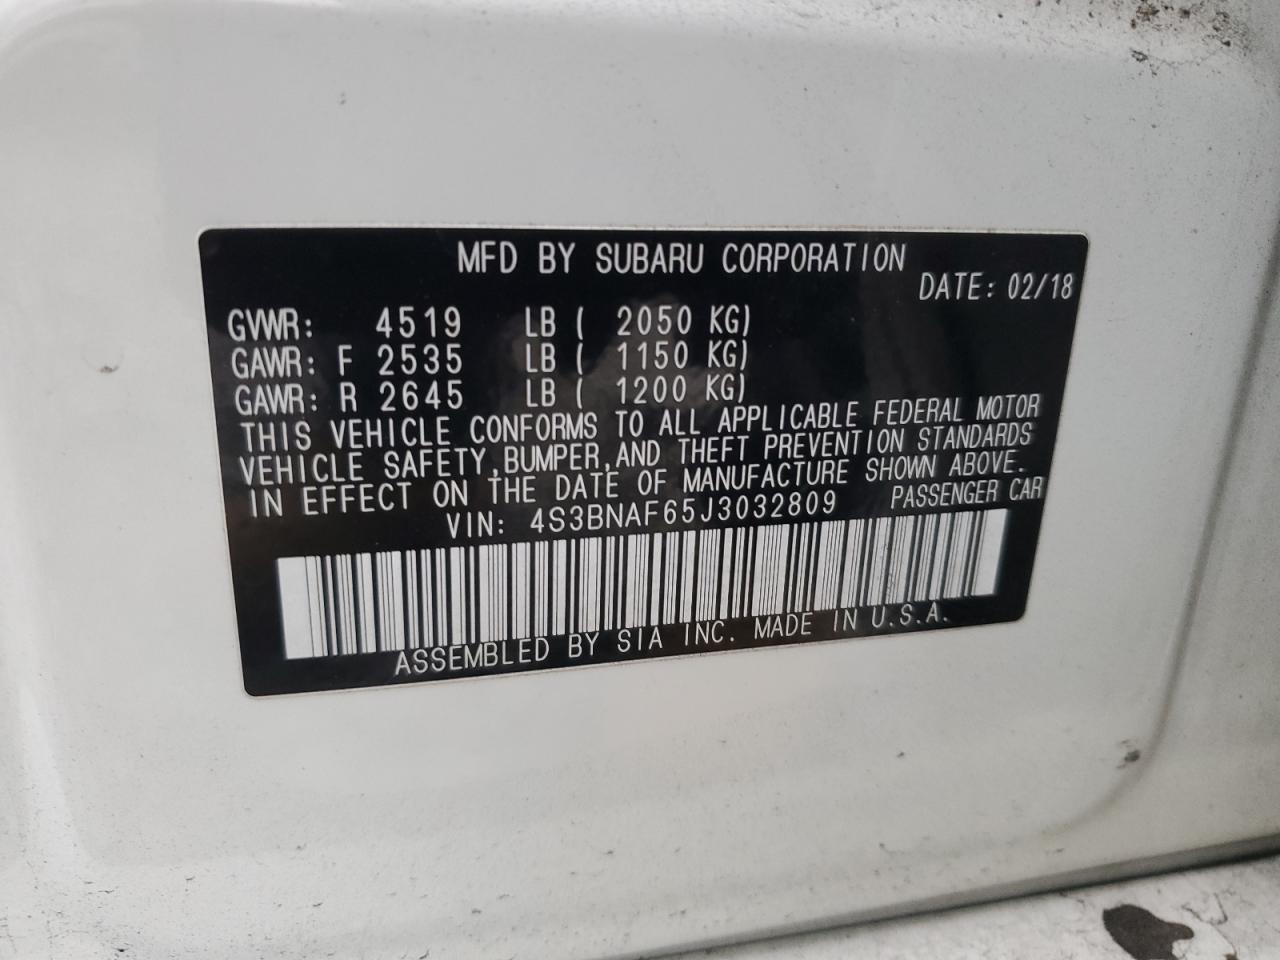 MFD BY SUBARU CORPORATION
DATE: 02/18
GVWR: 4519 LB ( 2050 KG)
GAWR: F 2535 LB ( 1150 KG)
GAWR: R 2645 LB ( 1200 KG)
THIS VEHICLE CONFORMS TO ALL APPLICABLE FEDERAL MOTOR
VEHICLE SAFETY,BUMPER,AND THEFT PREVENTION STANDARDS
IN EFFECT ON THE DATE OF MANUFACTURE SHOWN ABOVE.
PASSENGER CAR
VIN: 4S3BNAF65J3032809
ASSEMBLED BY SIA INC. MADE IN U.S.A.